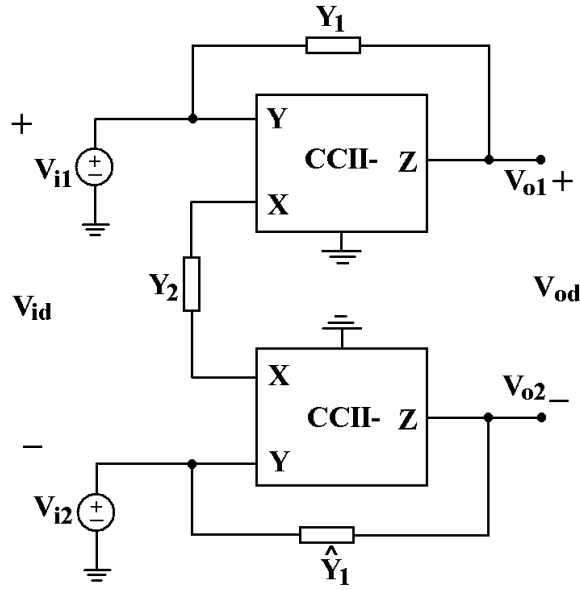 Y1
+
Y
CCII-
Z
Vi1
+
−
X
Vo1 +
Y2
Vid
Vod
X
Vo2 −
CCII-
Z
−
Y
Vi2
+
−
Ŷ1